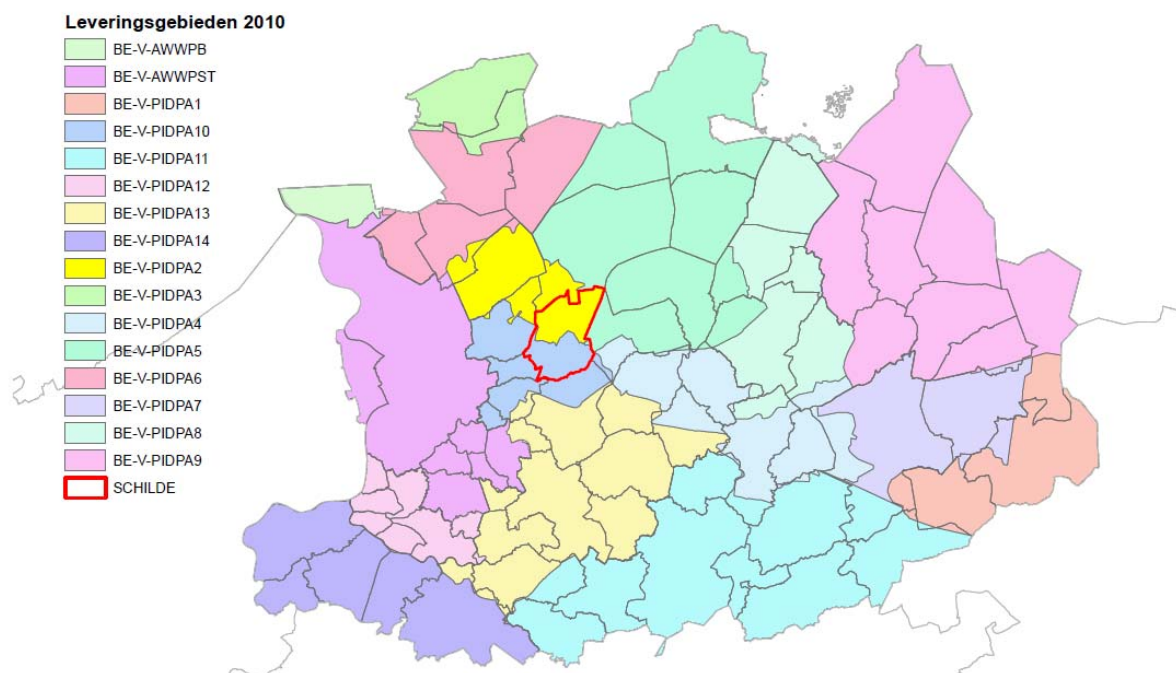 Leveringsgebieden 2010
BE-V-AWWPB
BE-V-AWWPST
BE-V-PIDPA1
BE-V-PIDPA10
BE-V-PIDPA11
BE-V-PIDPA12
BE-V-PIDPA13
BE-V-PIDPA14
BE-V-PIDPA2
BE-V-PIDPA3
BE-V-PIDPA4
BE-V-PIDPA5
BE-V-PIDPA6
BE-V-PIDPA7
BE-V-PIDPA8
BE-V-PIDPA9
SCHILDE